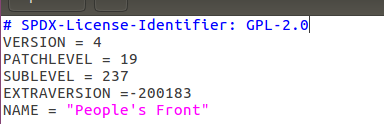 # SPDX-License-Identifier: GPL-2.0
VERSION = 4
PATCHLEVEL = 19
SUBLEVEL = 237
EXTRAVERSION =-200183
NAME = "People's Front"